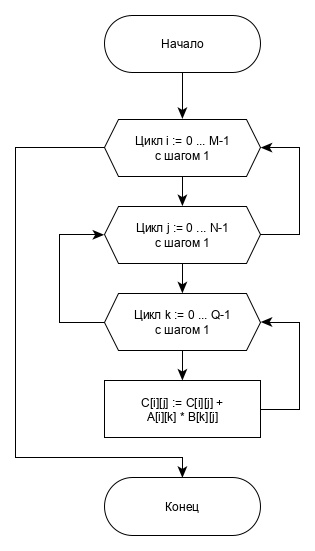 Начало
Цикл i := 0 ... M-1
с шагом 1
Цикл j := 0 ... N-1
с шагом 1
Цикл k := 0 ... Q-1
с шагом 1
C[i][j] := C[i][j] +
A[i][k] * B[k][j]
Конец